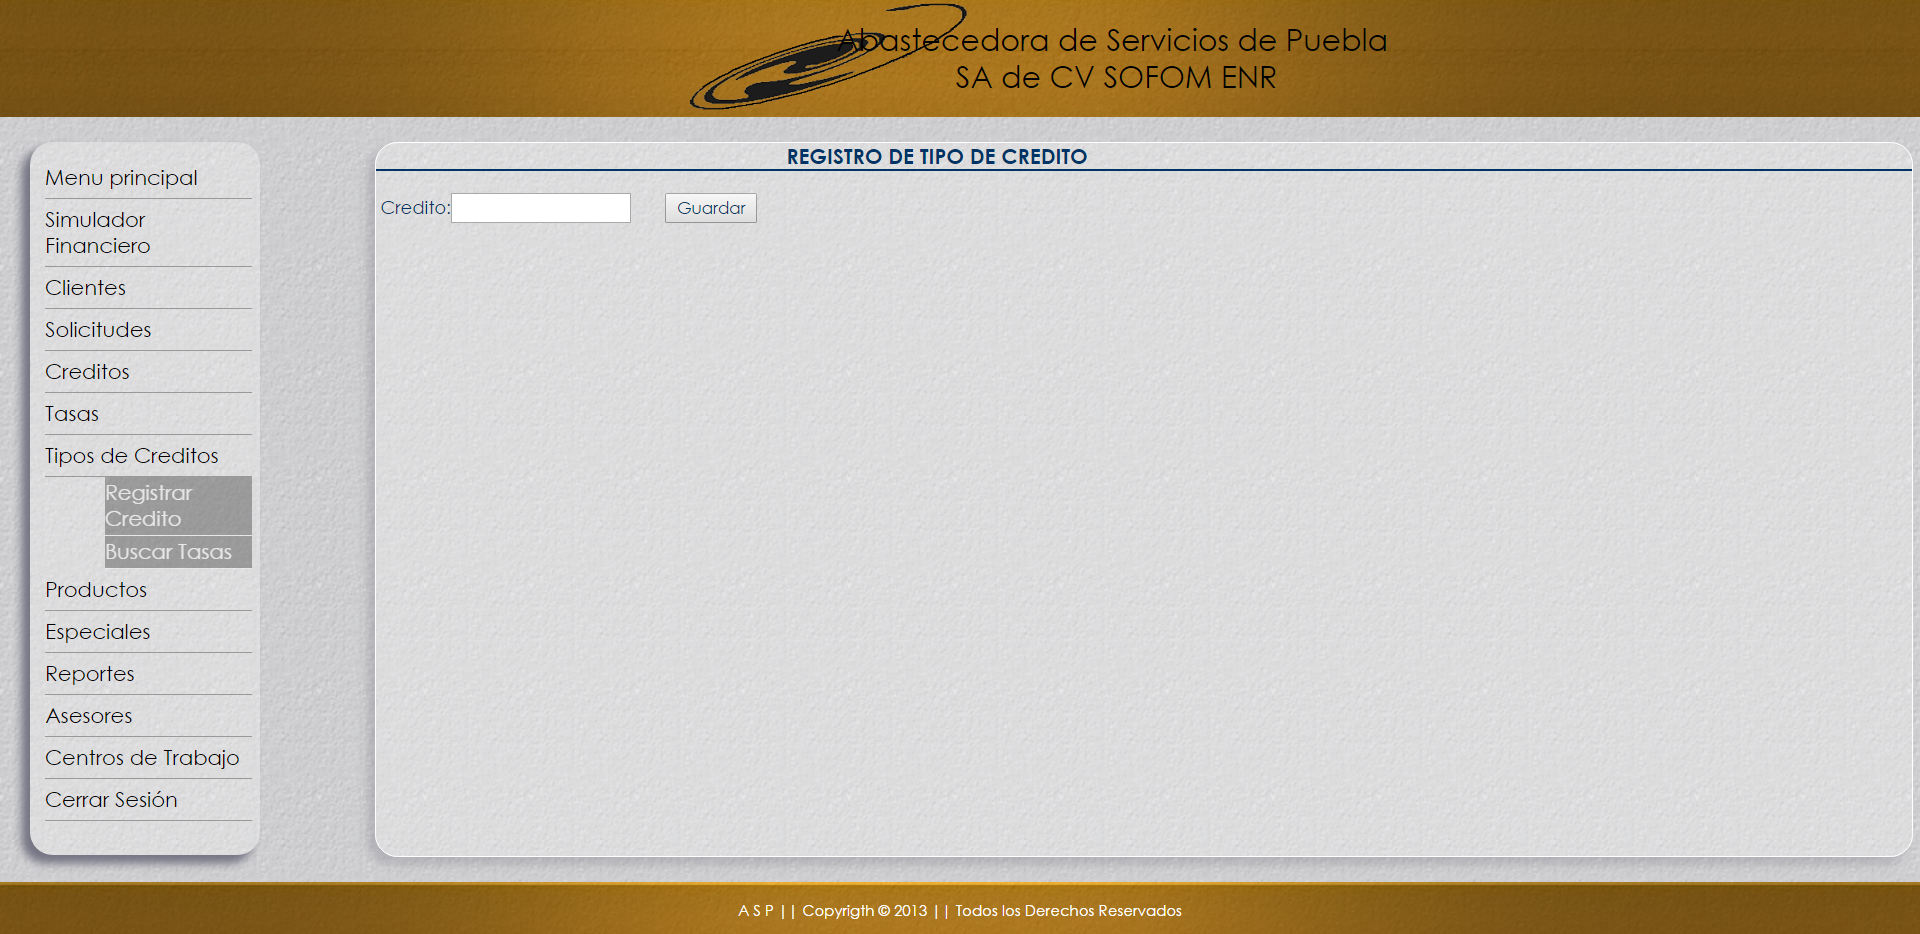 Abastecedora de Servicios de Puebla
SA de CV SOFOM ENR
Menu principal
Simulador
Financiero
Clientes
Solicitudes
Creditos
Tasas
Tipos de Creditos
Registrar
Credito
Buscar Tasas
Productos
Especiales
Reportes
Asesores
Centros de Trabajo
Cerrar Sesión
REGISTRO DE TIPO DE CREDITO
Credito: Guardar
A S P || Copyrigth © 2013 || Todos los Derechos Reservados